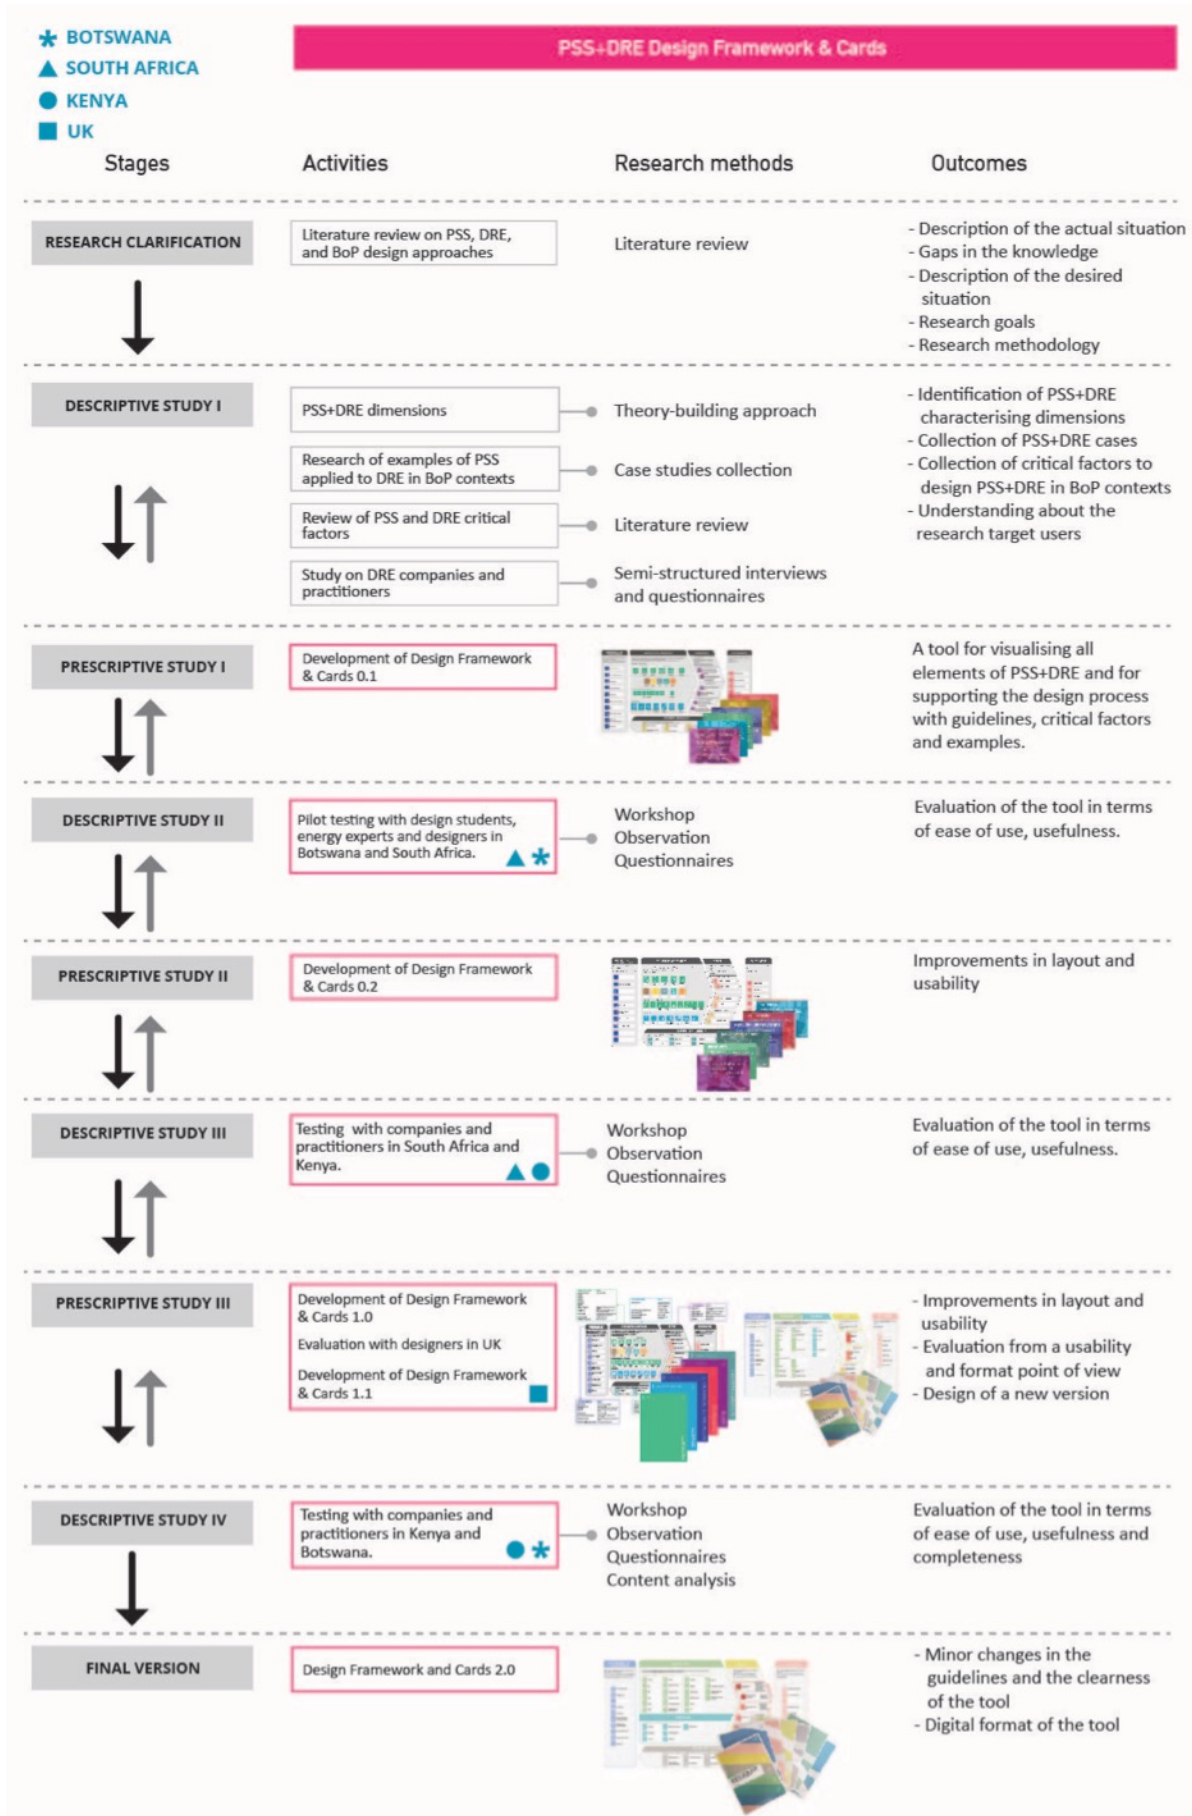 BOTSWANA
SOUTH AFRICA
KENYA
UK
PSS+DRE Design Framework & Cards
Stages
Activities
Research methods
Outcomes
RESEARCH CLARIFICATION
Literature review on PSS, DRE,
and BoP design approaches
Literature review
- Description of the actual situation
- Gaps in the knowledge
- Description of the desired
situation
- Research goals
- Research methodology
DESCRIPTIVE STUDY I
PSS+DRE dimensions
Theory-building approach
Research of examples of PSS
applied to DRE in BoP contexts
Case studies collection
Review of PSS and DRE critical
factors
Literature review
Study on DRE companies and
practitioners
Semi-structured interviews
and questionnaires
- Identification of PSS+DRE
characterising dimensions
- Collection of PSS+DRE cases
- Collection of critical factors to
design PSS+DRE in BoP contexts
- Understanding about the
research target users
PRESCRIPTIVE STUDY I
Development of Design Framework
& Cards 0.1
A tool for visualising all
elements of PSS+DRE and for
supporting the design process
with guidelines, critical factors
and examples.
DESCRIPTIVE STUDY II
Pilot testing with design students,
energy experts and designers in
Botswana and South Africa.
Workshop
Observation
Questionnaires
Evaluation of the tool in terms
of ease of use, usefulness.
PRESCRIPTIVE STUDY II
Development of Design Framework
& Cards 0.2
Improvements in layout and
usability
DESCRIPTIVE STUDY III
Testing with companies and
practitioners in South Africa and
Kenya.
Workshop
Observation
Questionnaires
Evaluation of the tool in terms
of ease of use, usefulness.
PRESCRIPTIVE STUDY III
Development of Design Framework
& Cards 1.0
Evaluation with designers in UK
Development of Design Framework
& Cards 1.1
- Improvements in layout and
usability
- Evaluation from a usability
and format point of view
- Design of a new version
DESCRIPTIVE STUDY IV
Testing with companies and
practitioners in Kenya and
Botswana.
Workshop
Observation
Questionnaires
Content analysis
Evaluation of the tool in terms
of ease of use, usefulness and
completeness
FINAL VERSION
Design Framework and Cards 2.0
- Minor changes in the
guidelines and the clearness
of the tool
- Digital format of the tool